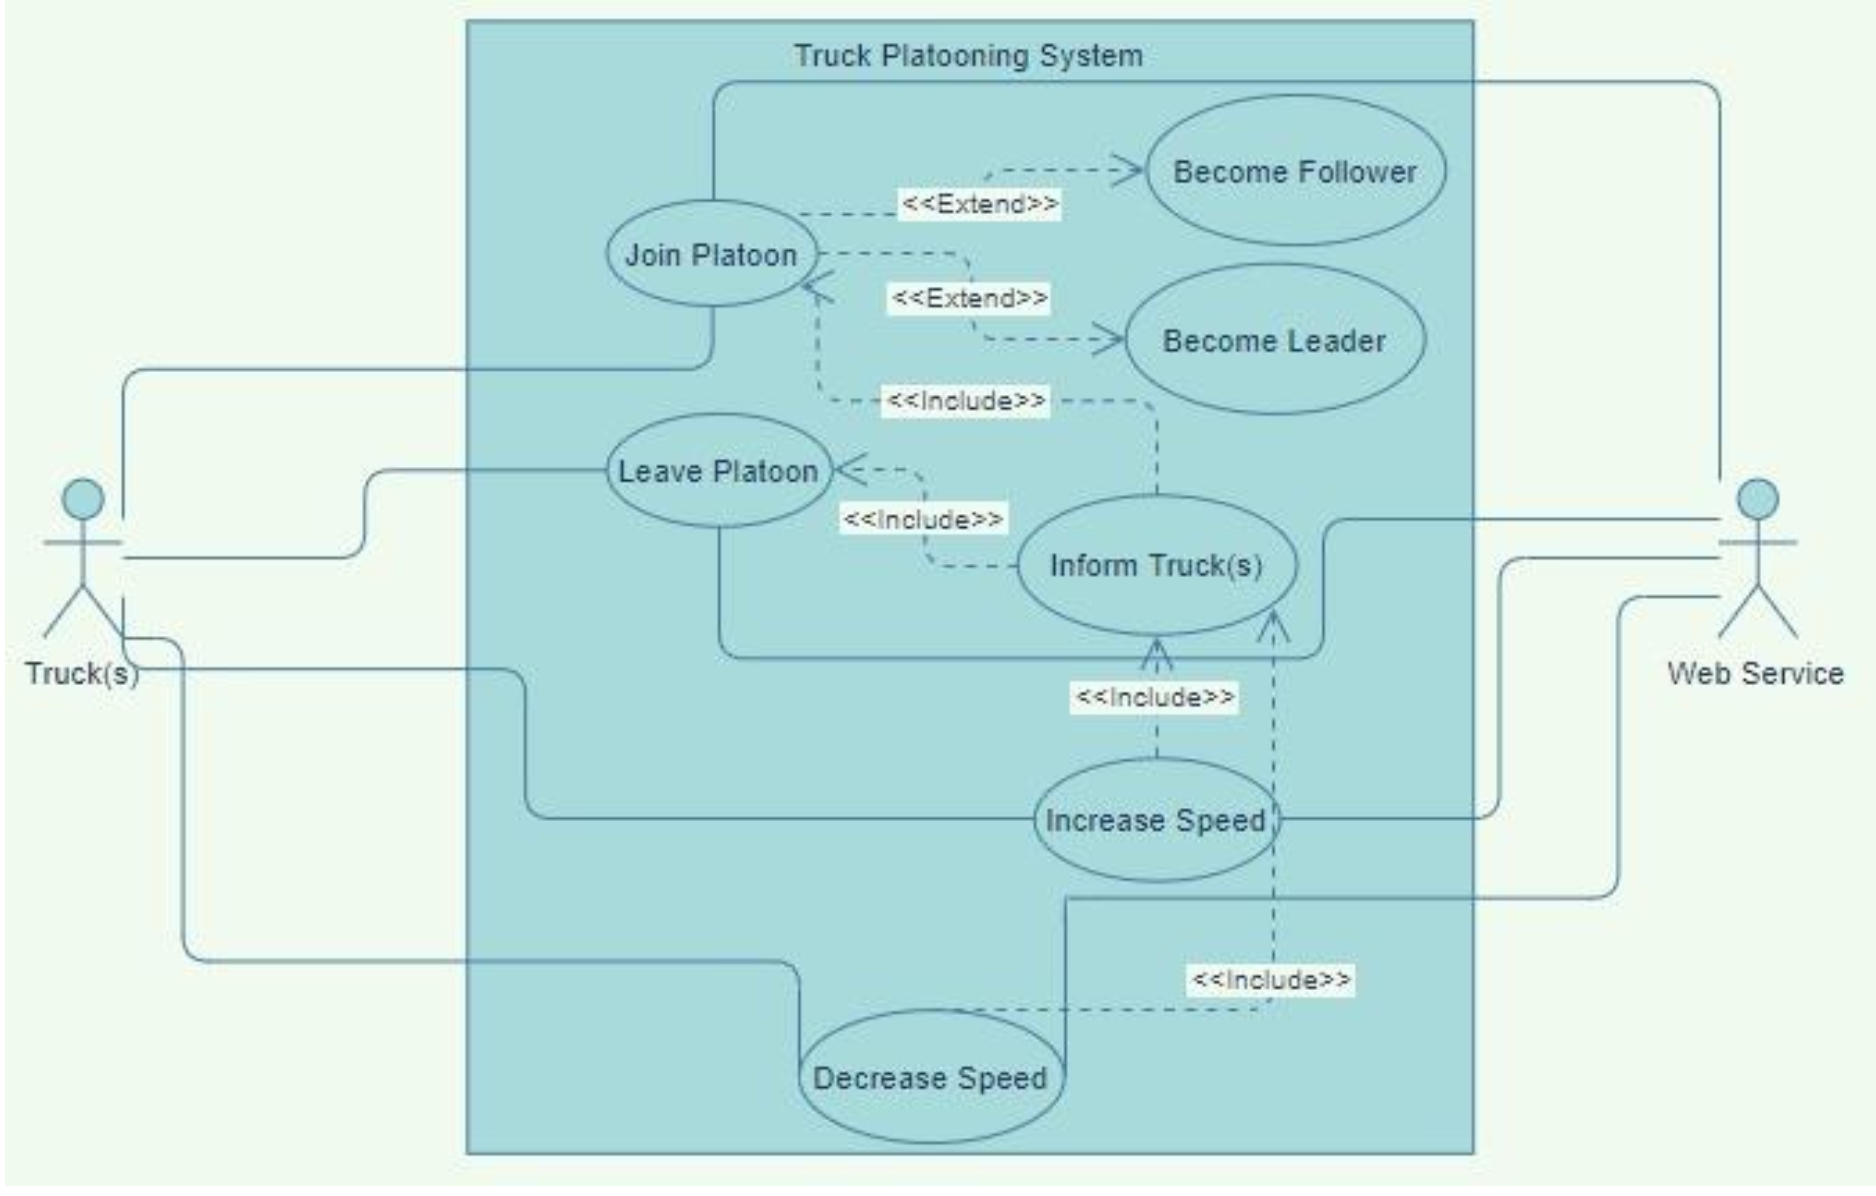 Truck Platooning System
Become Follower
<<Extend>>
Join Platoon
<<Extend>>
Become Leader
<<Include>>
Leave Platoon
<<Include>>
Inform Truck(s)
Truck(s)
Web Service
<<Include>>
Increase Speed
<<Include>>
Decrease Speed